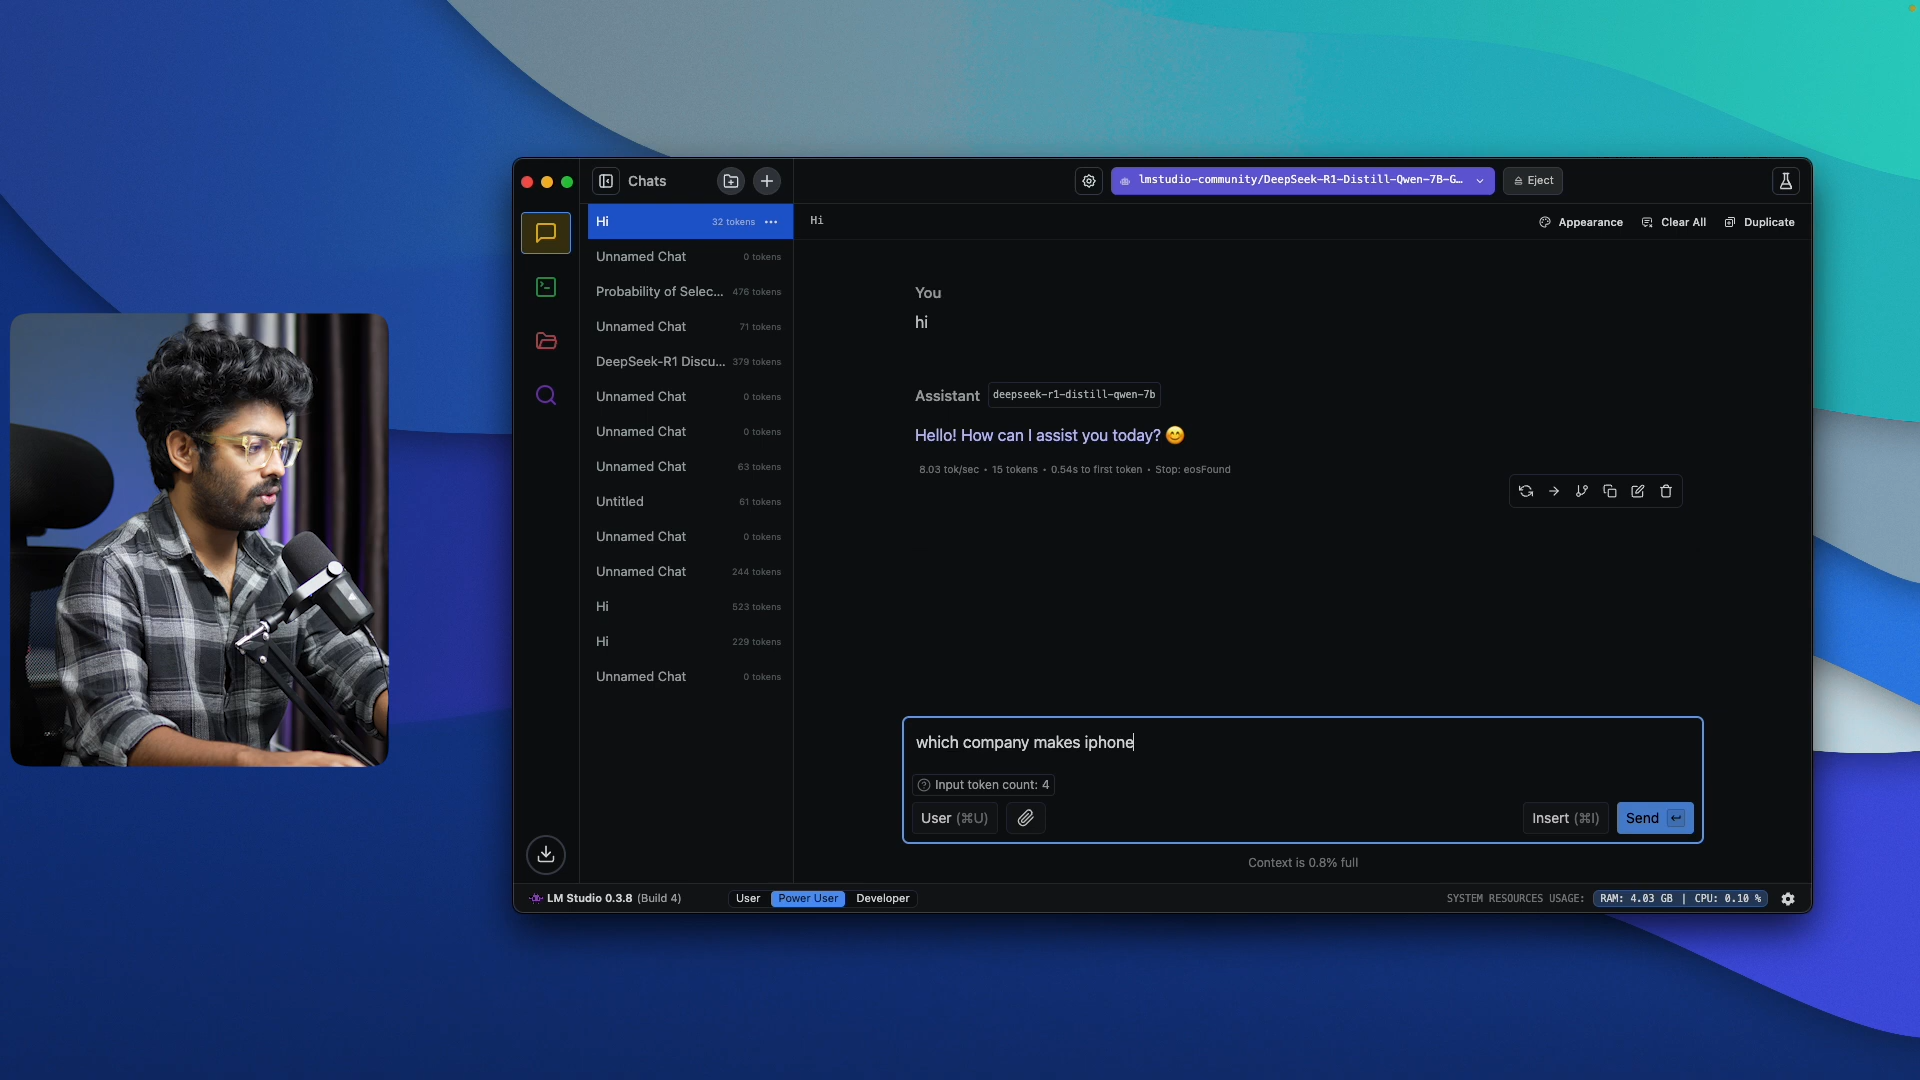 Chats
lmstudio-community/DeepSeek-R1-Distill-Qwen-7B-G...
Eject
Hi 32 tokens
Unnamed Chat 0 tokens
Probability of Selec... 476 tokens
Unnamed Chat 71 tokens
DeepSeek-R1 Discu... 379 tokens
Unnamed Chat 0 tokens
Unnamed Chat 0 tokens
Unnamed Chat 63 tokens
Untitled 61 tokens
Unnamed Chat 0 tokens
Unnamed Chat 244 tokens
Hi 523 tokens
Hi 229 tokens
Unnamed Chat 0 tokens
Hi
Appearance
Clear All
Duplicate
You
hi
Assistant deepseek-r1-distill-qwen-7b
Hello! How can I assist you today? 😊
8.03 tok/sec • 15 tokens • 0.54s to first token • Stop: eosFound
which company makes iphone
Input token count: 4
User (⌘U)
Insert (⌘I)
Send
Context is 0.8% full
LM Studio 0.3.8 (Build 4)
User
Power User
Developer
SYSTEM RESOURCES USAGE: RAM: 4.03 GB | CPU: 0.10 %